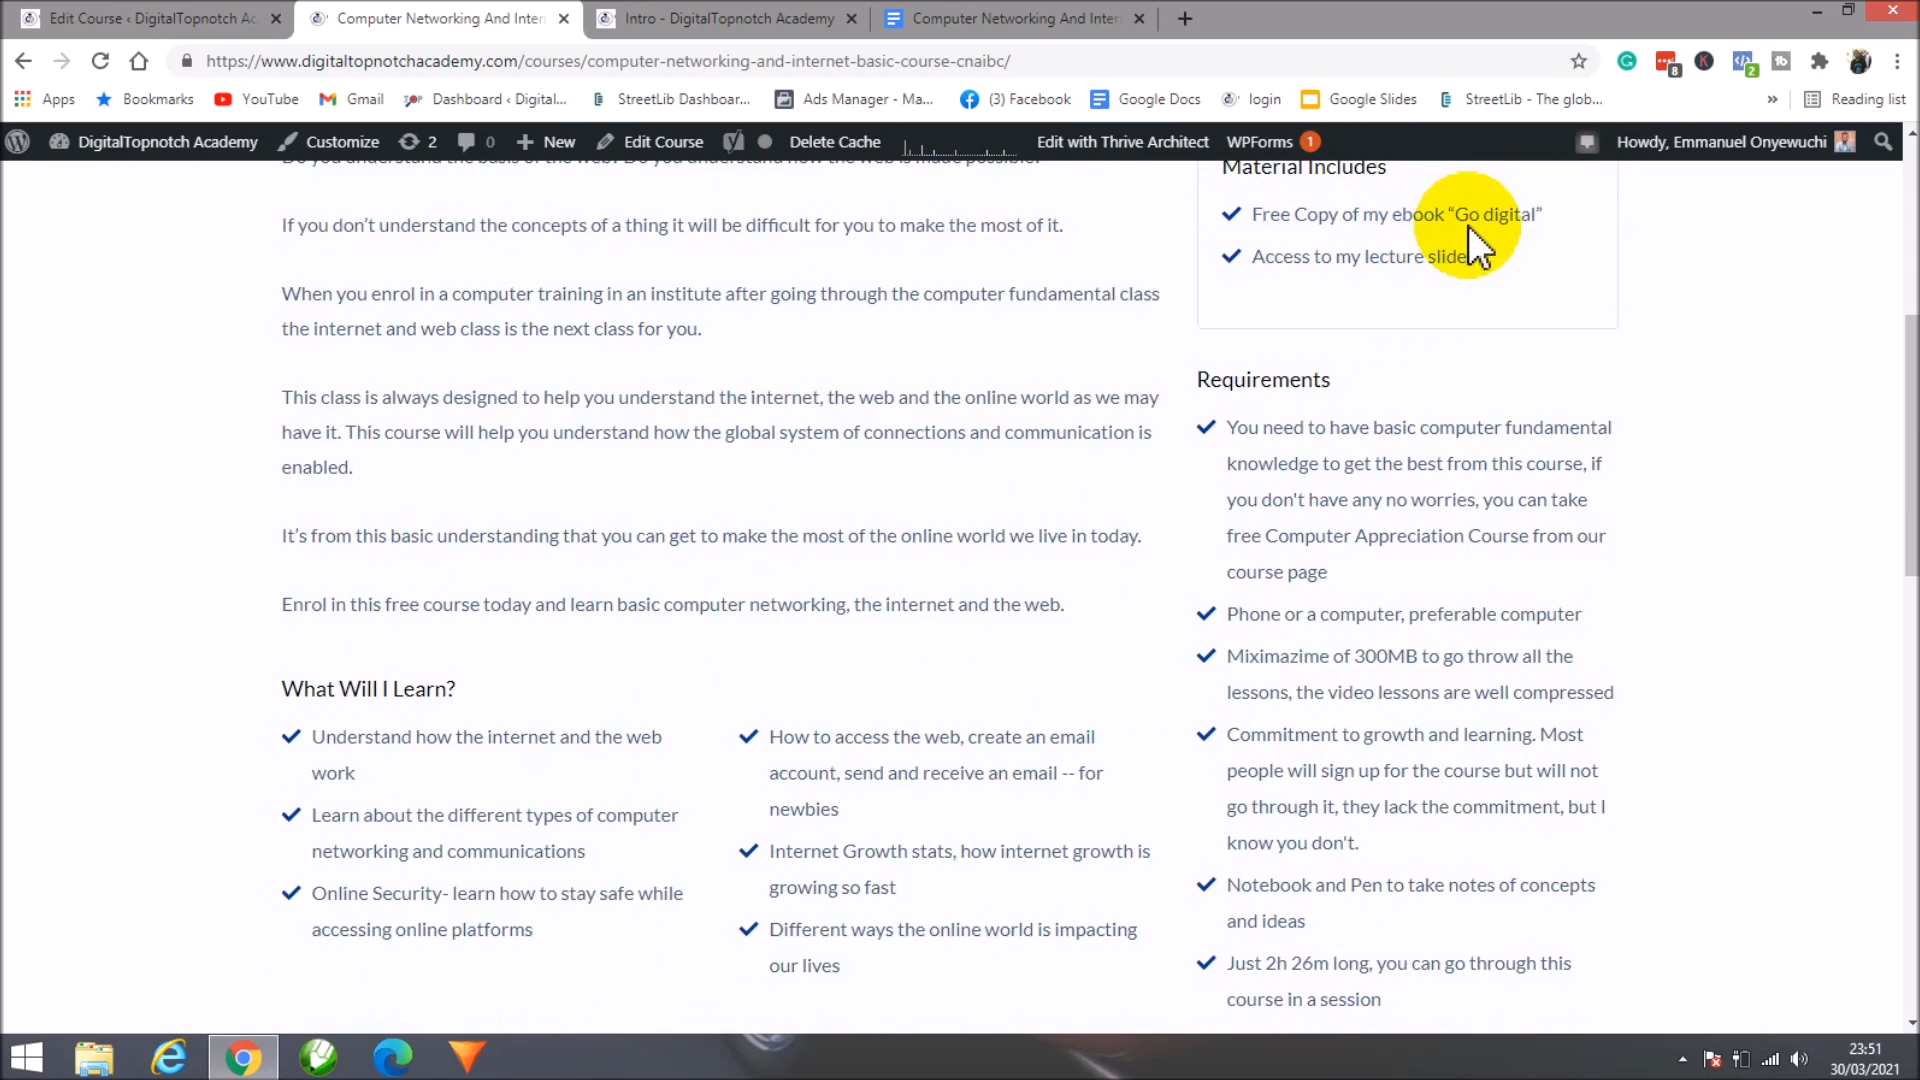 Edit Course ‹ DigitalTopnotch Ac
Computer Networking And Inter
Intro - DigitalTopnotch Academy
Computer Networking And Inter
https://www.digitaltopnotchacademy.com/courses/computer-networking-and-internet-basic-course-cnaibc/
8
2
Apps
Bookmarks
YouTube
Gmail
Dashboard ‹ Digital...
StreetLib Dashboar...
Ads Manager - Ma...
(3) Facebook
Google Docs
login
Google Slides
StreetLib - The glob...
»
Reading list
DigitalTopnotch Academy
Customize
2
0
New
Edit Course
Delete Cache
Edit with Thrive Architect
WPForms 1
Howdy, Emmanuel Onyewuchi
Do you understand the basis of the web? Do you understand how the web is made possible?
If you don’t understand the concepts of a thing it will be difficult for you to make the most of it.
When you enrol in a computer training in an institute after going through the computer fundamental class
the internet and web class is the next class for you.
This class is always designed to help you understand the internet, the web and the online world as we may
have it. This course will help you understand how the global system of connections and communication is
enabled.
It’s from this basic understanding that you can get to make the most of the online world we live in today.
Enrol in this free course today and learn basic computer networking, the internet and the web.
What Will I Learn?
Understand how the internet and the web
work
Learn about the different types of computer
networking and communications
Online Security- learn how to stay safe while
accessing online platforms
How to access the web, create an email
account, send and receive an email -- for
newbies
Internet Growth stats, how internet growth is
growing so fast
Different ways the online world is impacting
our lives
Material Includes
Free Copy of my ebook “Go digital”
Access to my lecture slide
Requirements
You need to have basic computer fundamental
knowledge to get the best from this course, if
you don't have any no worries, you can take
free Computer Appreciation Course from our
course page
Phone or a computer, preferable computer
Miximazime of 300MB to go throw all the
lessons, the video lessons are well compressed
Commitment to growth and learning. Most
people will sign up for the course but will not
go through it, they lack the commitment, but I
know you don't.
Notebook and Pen to take notes of concepts
and ideas
Just 2h 26m long, you can go through this
course in a session
23:51
30/03/2021